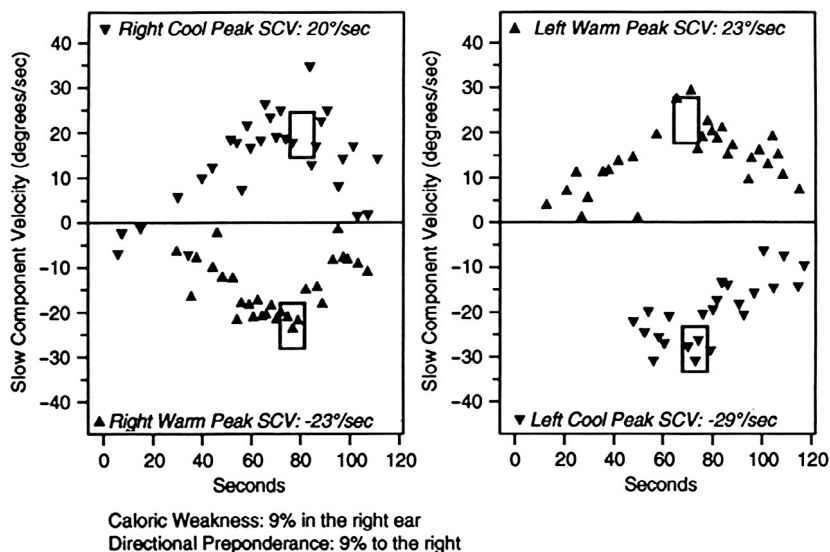 ▼ Right Cool Peak SCV: 20°/sec
Slow Component Velocity (degrees/sec)
40
30
20
10
0
-10
-20
-30
-40
▲ Right Warm Peak SCV: -23°/sec
0 20 40 60 80 100 120
Seconds
▲ Left Warm Peak SCV: 23°/sec
Slow Component Velocity (degrees/sec)
40
30
20
10
0
-10
-20
-30
-40
▼ Left Cool Peak SCV: -29°/sec
0 20 40 60 80 100 120
Seconds
Caloric Weakness: 9% in the right ear
Directional Preponderance: 9% to the right